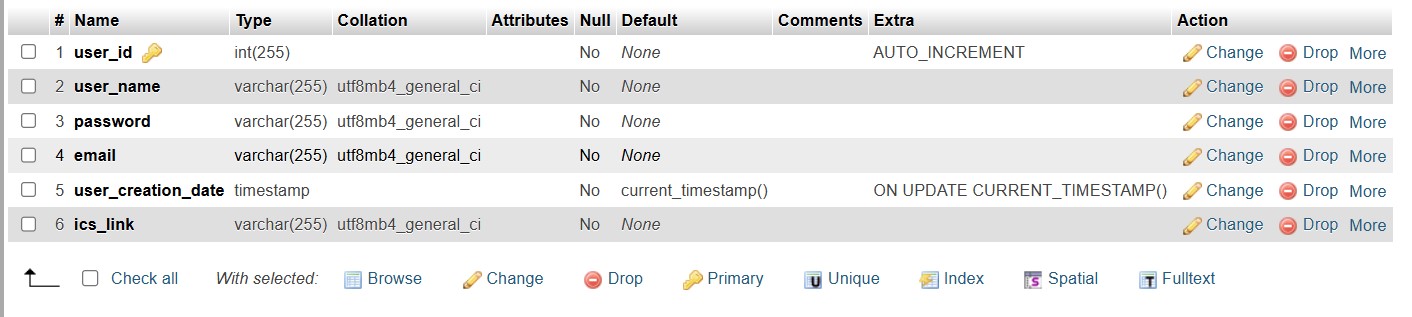 # Name Type Collation Attributes Null Default Comments Extra Action
1 user_id int(255) No None AUTO_INCREMENT Change Drop More
2 user_name varchar(255) utf8mb4_general_ci No None Change Drop More
3 password varchar(255) utf8mb4_general_ci No None Change Drop More
4 email varchar(255) utf8mb4_general_ci No None Change Drop More
5 user_creation_date timestamp No current_timestamp() ON UPDATE CURRENT_TIMESTAMP() Change Drop More
6 ics_link varchar(255) utf8mb4_general_ci No None Change Drop More
Check all With selected: Browse Change Drop Primary Unique Index Spatial Fulltext